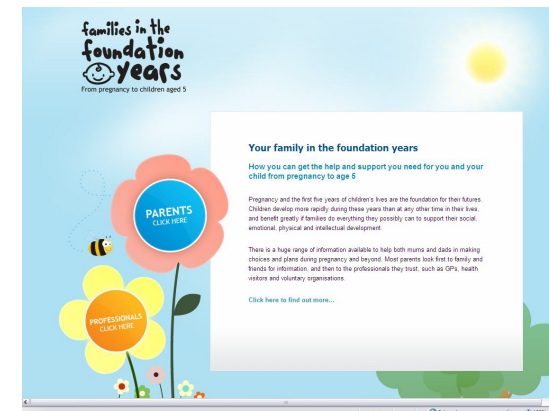 families in the
foundation
years
From pregnancy to children aged 5
Your family in the foundation years
How you can get the help and support you need for you and your
child from pregnancy to age 5
Pregnancy and the first five years of children's lives are the foundation for their futures.
Children develop more rapidly during these years than at any other time in their lives,
and benefit greatly if families do everything they possibly can to support their social,
emotional, physical and intellectual development.
There is a huge range of information available to help both mums and dads in making
choices and plans during pregnancy and beyond. Most parents look first to family and
friends for information, and then to the professionals they trust, such as GPs, health
visitors and voluntary organisations.
Click here to find out more...
PARENTS
CLICK HERE
PROFESSIONALS
CLICK HERE